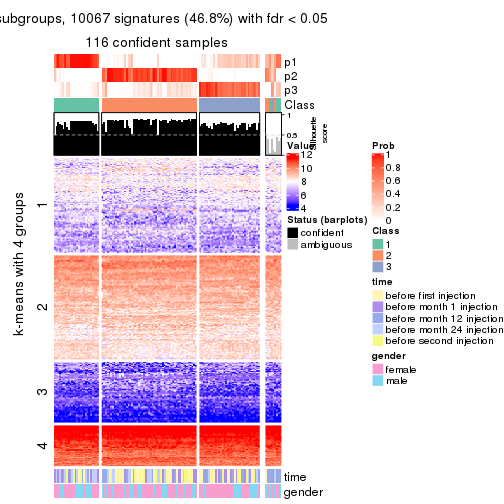 subgroups, 10067 signatures (46.8%) with fdr < 0.05
116 confident samples
p1
p2
p3
Class
1
0.5
Silhouette
score
k-means with 4 groups
1
2
3
4
time
gender
Value
12
10
8
6
4
Status (barplots)
confident
ambiguous
Prob
1
0.8
0.6
0.4
0.2
0
Class
1
2
3
time
before first injection
before month 1 injection
before month 12 injection
before month 24 injection
before second injection
gender
female
male